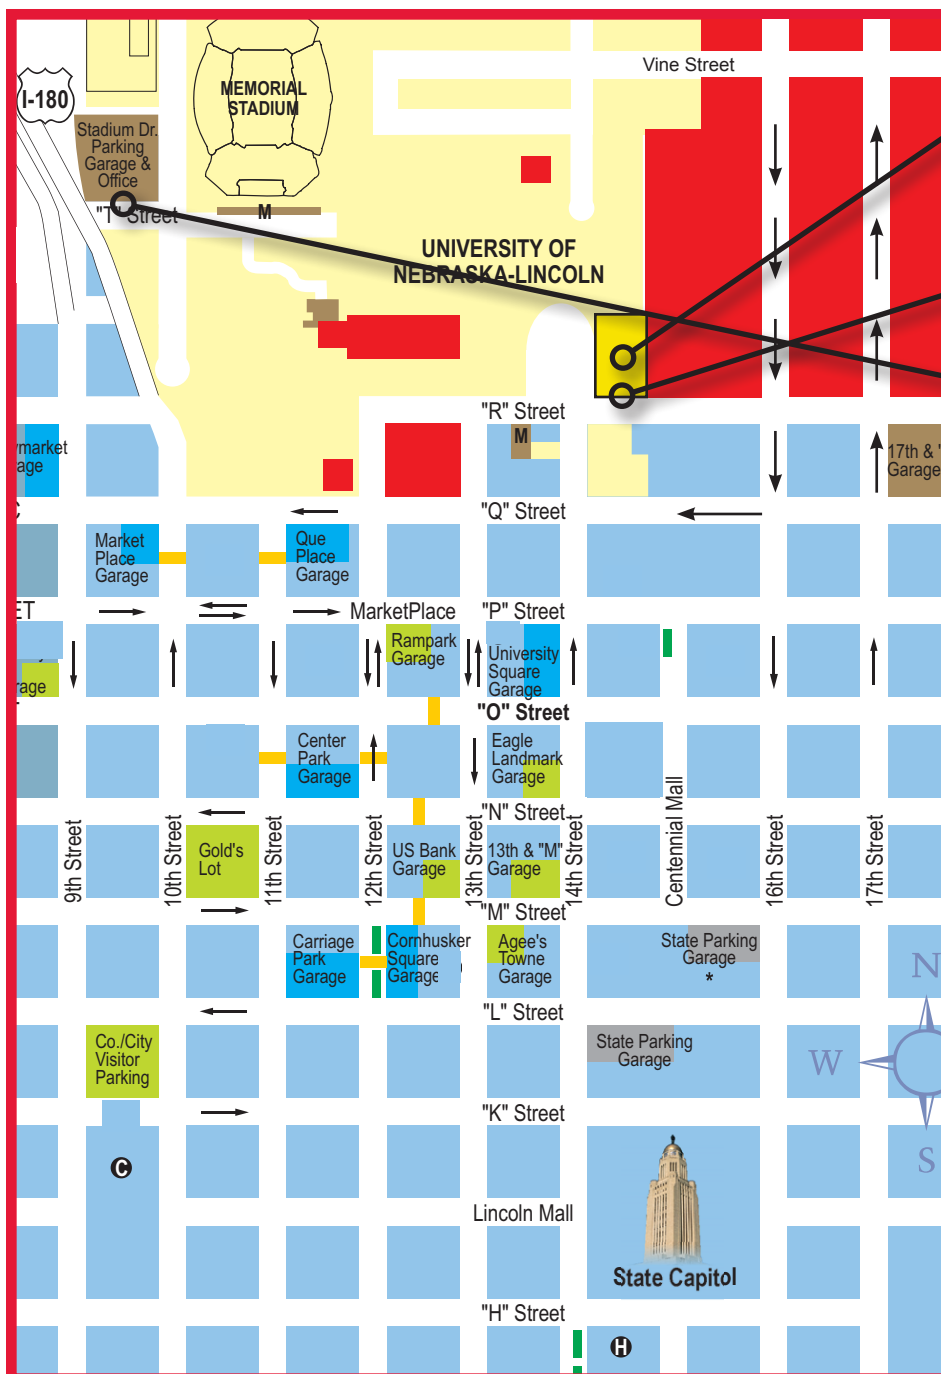 Vine Street
I-180
MEMORIAL
STADIUM
Stadium Dr.
Parking
Garage &
Office
"T" Street
M
UNIVERSITY OF
NEBRASKA-LINCOLN
"R" Street
M
ymarket
age
17th & "
Garage
"Q" Street
Market
Place
Garage
Que
Place
Garage
ET
MarketPlace
"P" Street
Rampark
Garage
University
Square
Garage
rage
"O" Street
Center
Park
Garage
Eagle
Landmark
Garage
"N" Street
9th Street
10th Street
Gold's
Lot
11th Street
12th Street
US Bank
Garage
13th Street
13th & "M"
Garage
14th Street
Centennial Mall
16th Street
17th Street
"M" Street
Carriage
Park
Garage
Cornhusker
Square
Garage
Agee's
Towne
Garage
State Parking
Garage
*
N
"L" Street
Co./City
Visitor
Parking
State Parking
Garage
W
"K" Street
C
S
Lincoln Mall
State Capitol
"H" Street
H